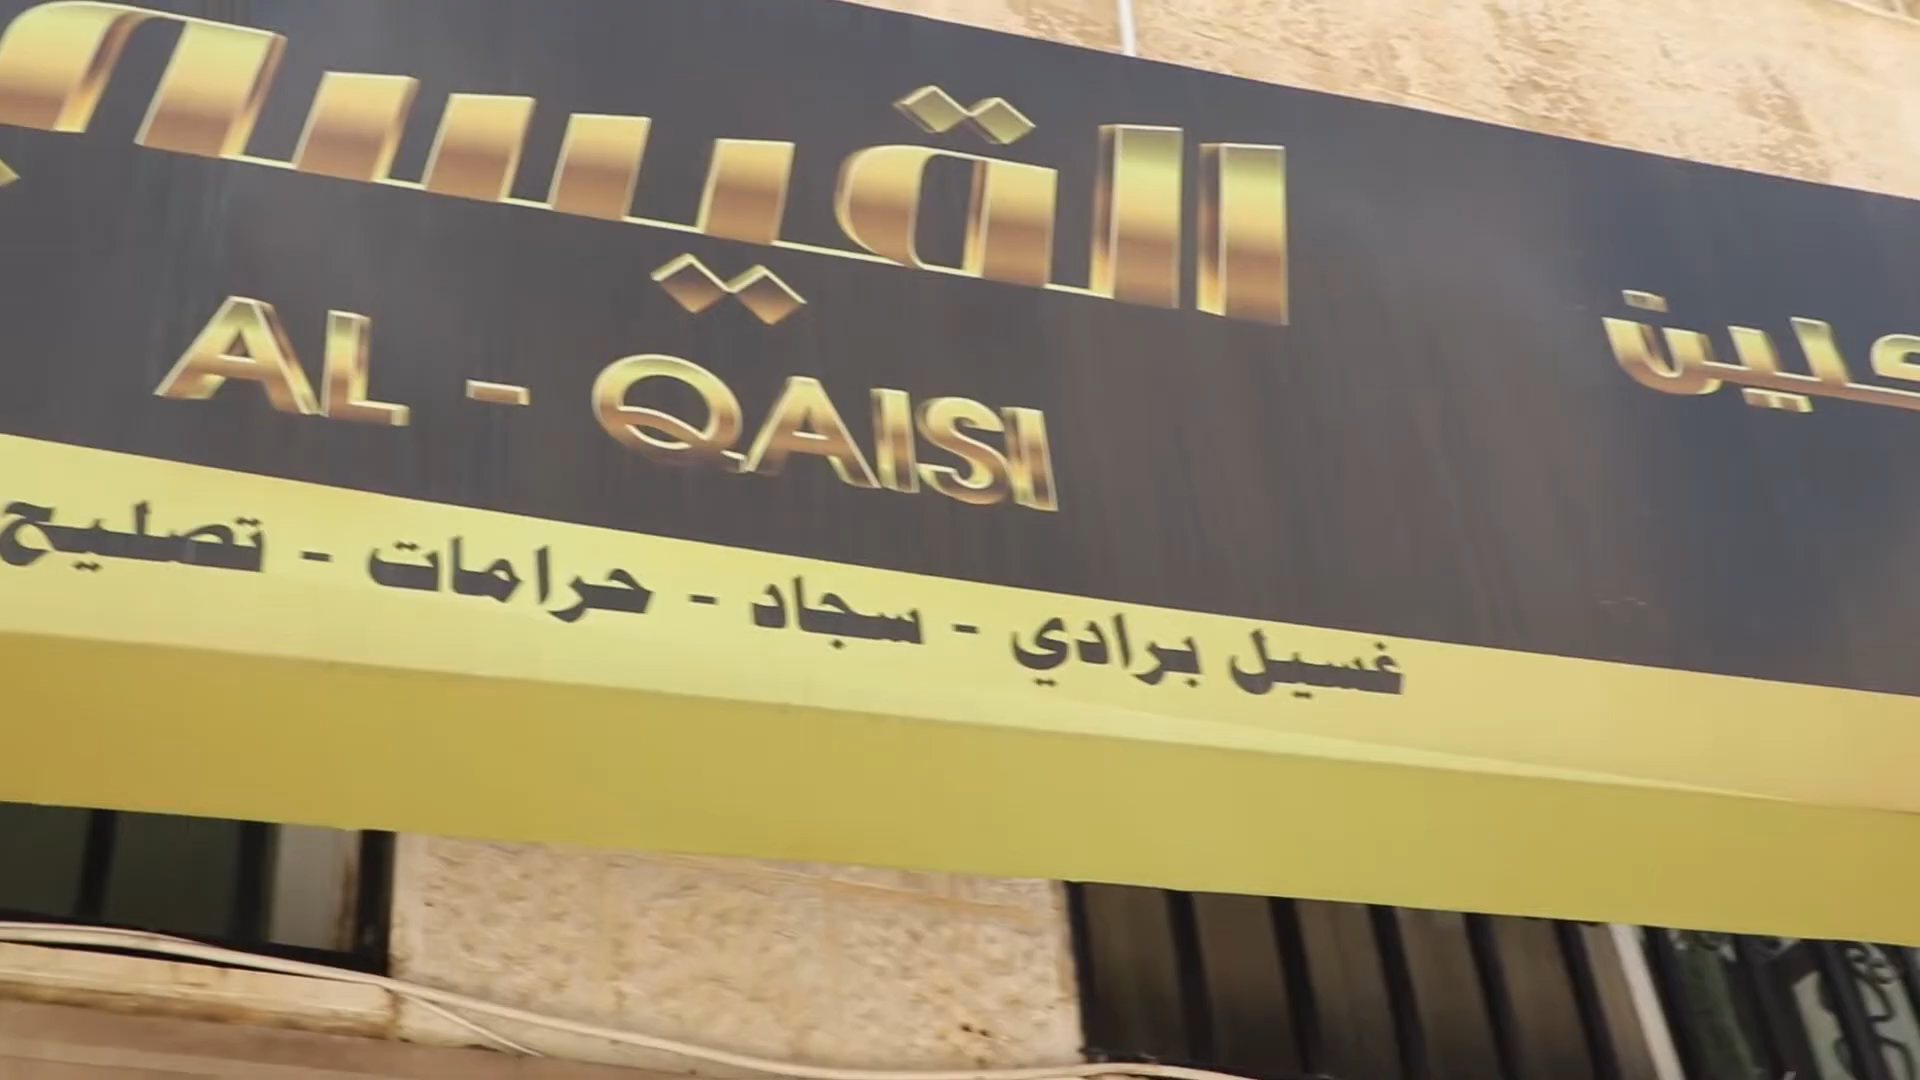 القيسي
AL - QAISI
غسيل برادي - سجاد - حرامات - تصليح